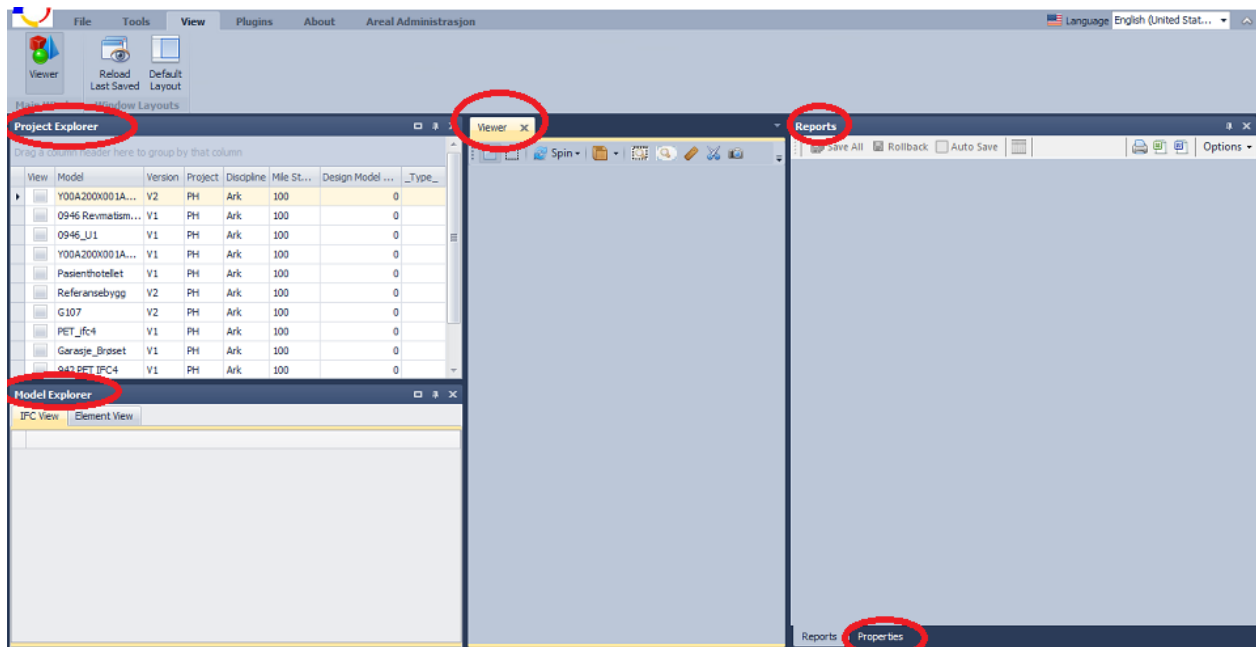 File Tools View Plugins About Areal Administrasjon Language English (United Stat...
Viewer Reload Last Saved Default Layout
Window Layouts
Project Explorer
Drag a column header here to group by that column
View Model Version Project Discipline Mile St... Design Model ... _Type_
Y00A200X001A... V2 PH Ark 100 0
0946 Revmatism... V1 PH Ark 100 0
0946_U1 V1 PH Ark 100 0
Y00A200X001A... V1 PH Ark 100 0
Pasienthotellet V1 PH Ark 100 0
Referansebygg V2 PH Ark 100 0
G107 V2 PH Ark 100 0
PET_ifc4 V1 PH Ark 100 0
Garasje_Brøset V1 PH Ark 100 0
942 PET IFC4 V1 PH Ark 100 0
Model Explorer
IFC View Element View
Viewer
Spin
Reports
Save All Rollback Auto Save Options
Reports Properties